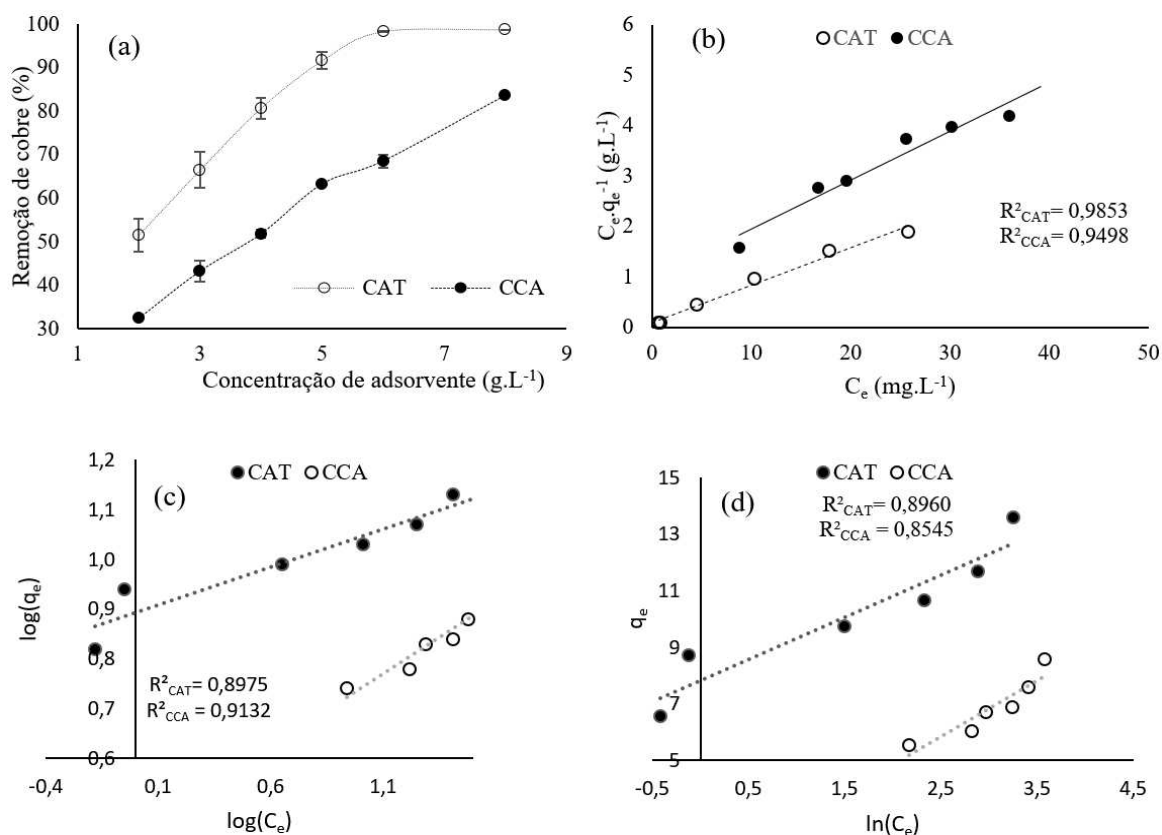 (a)
Remoção de cobre (%)
100
90
80
70
60
50
40
30
CAT CCA
1 3 5 7 9
Concentração de adsorvente (g.L⁻¹)
(b)
CAT CCA
Cₑ.qₑ⁻¹ (g.L⁻¹)
6
5
4
3
2
1
0
R²CAT= 0,9853
R²CCA= 0,9498
0 10 20 30 40 50
Cₑ (mg.L⁻¹)
(c)
CAT CCA
log(qₑ)
1,2
1,1
1,0
0,9
0,8
0,7
0,6
R²CAT= 0,8975
R²CCA = 0,9132
-0,4 0,1 0,6 1,1
log(Cₑ)
(d)
CAT CCA
R²CAT= 0,8960
R²CCA = 0,8545
qₑ
15
13
11
9
7
5
-0,5 0,5 1,5 2,5 3,5 4,5
ln(Cₑ)